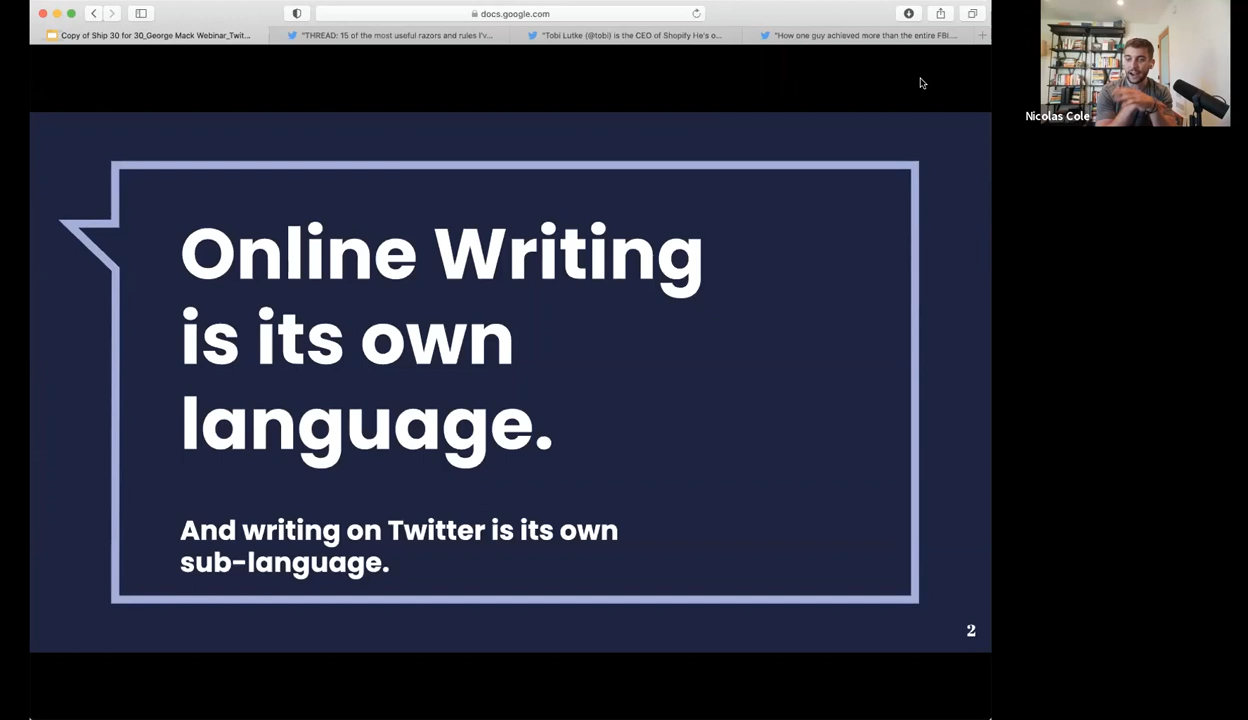 docs.google.com
Copy of Ship 30 for 30_George Mack Webinar_Twit...
"THREAD: 15 of the most useful razors and rules I'v...
"Tobi Lutke (@tobi) is the CEO of Shopify He's o...
"How one guy achieved more than the entire FBI...
Nicolas Cole
Online Writing
is its own
language.
And writing on Twitter is its own
sub-language.
2